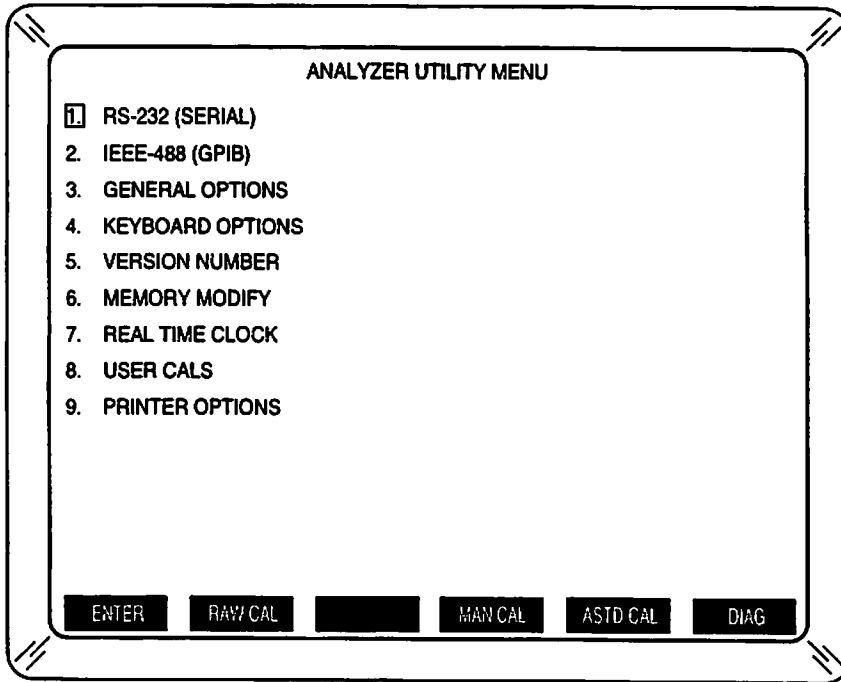 ANALYZER UTILITY MENU
1. RS-232 (SERIAL)
2. IEEE-488 (GPIB)
3. GENERAL OPTIONS
4. KEYBOARD OPTIONS
5. VERSION NUMBER
6. MEMORY MODIFY
7. REAL TIME CLOCK
8. USER CALS
9. PRINTER OPTIONS
ENTER RAW CAL MAN CAL ASTD CAL DIAG